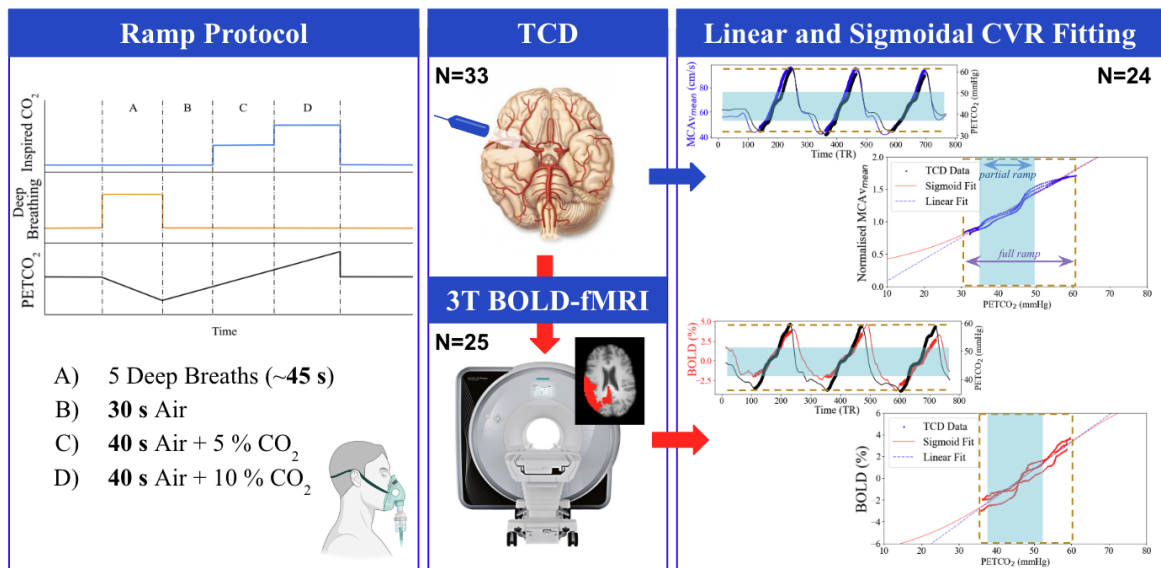 Ramp Protocol
A
B
C
D
Inspired CO₂
Deep
Breathing
PETCO₂
Time
A) 5 Deep Breaths (~45 s)
B) 30 s Air
C) 40 s Air + 5 % CO₂
D) 40 s Air + 10 % CO₂
TCD
N=33
3T BOLD-fMRI
N=25
Linear and Sigmoidal CVR Fitting
N=24
MCAvmean (cm/s)
80
60
40
60
50
40
30
PETCO₂ (mmHg)
0 100 200 300 400 500 600 700 800
Time (TR)
Normalised MCAvmean
2.0
1.5
1.0
0.5
0.0
TCD Data
Sigmoid Fit
Linear Fit
partial ramp
full ramp
10 20 30 40 50 60 70 80
PETCO₂ (mmHg)
BOLD (%)
5.0
2.5
0.0
−2.5
60
50
40
PETCO₂ (mmHg)
0 100 200 300 400 500 600 700 800
Time (TR)
BOLD (%)
6
4
2
0
−2
−4
−6
TCD Data
Sigmoid Fit
Linear Fit
10 20 30 40 50 60 70 80
PETCO₂ (mmHg)